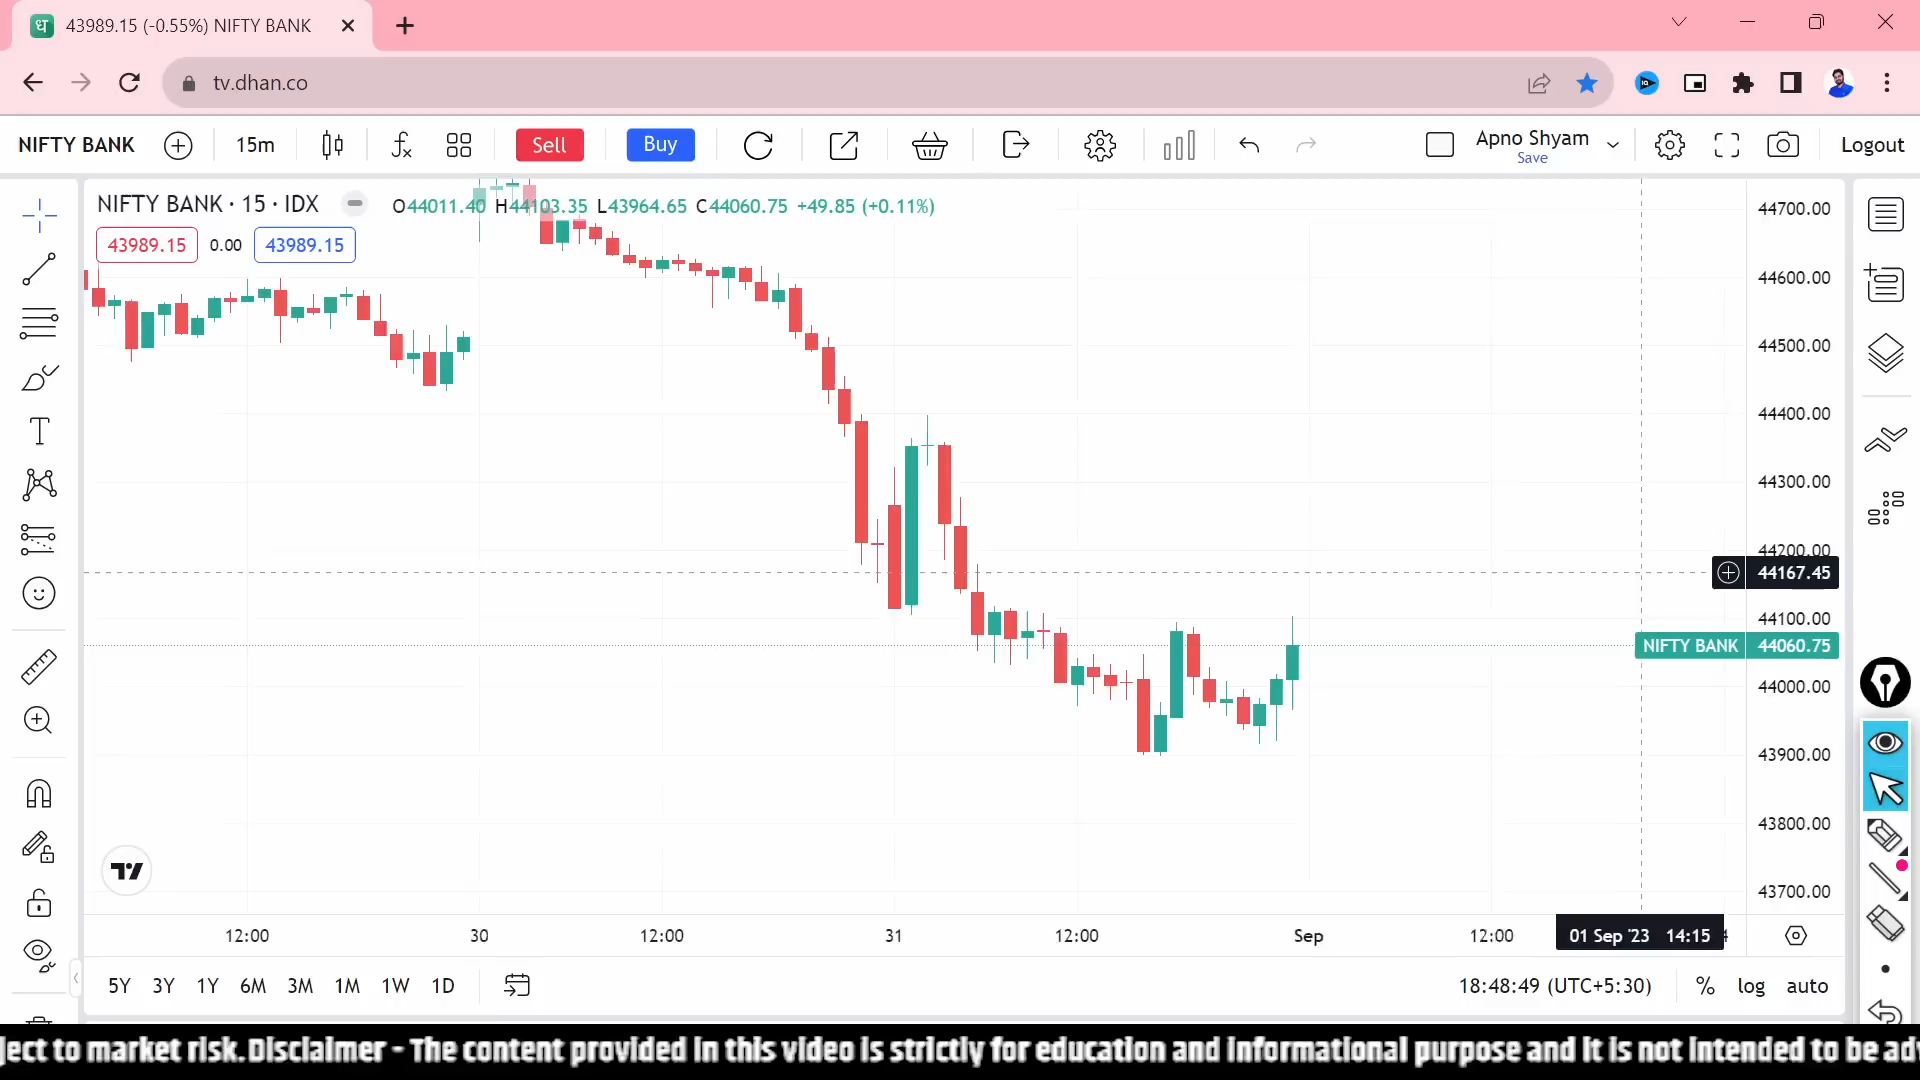 ध 43989.15 (-0.55%) NIFTY BANK
tv.dhan.co
NIFTY BANK 15m Sell Buy Apno Shyam Save Logout
NIFTY BANK · 15 · IDX O44011.40 H44103.35 L43964.65 C44060.75 +49.85 (+0.11%)
43989.15 0.00 43989.15
44700.00
44600.00
44500.00
44400.00
44300.00
44200.00
44167.45
44100.00
NIFTY BANK 44060.75
44000.00
43900.00
43800.00
43700.00
12:00 30 12:00 31 12:00 Sep 12:00 01 Sep '23 14:15
5Y 3Y 1Y 6M 3M 1M 1W 1D 18:48:49 (UTC+5:30) % log auto
ject to market risk.Disclaimer - The content provided in this video is strictly for education and informational purpose and it is not intended to be adv